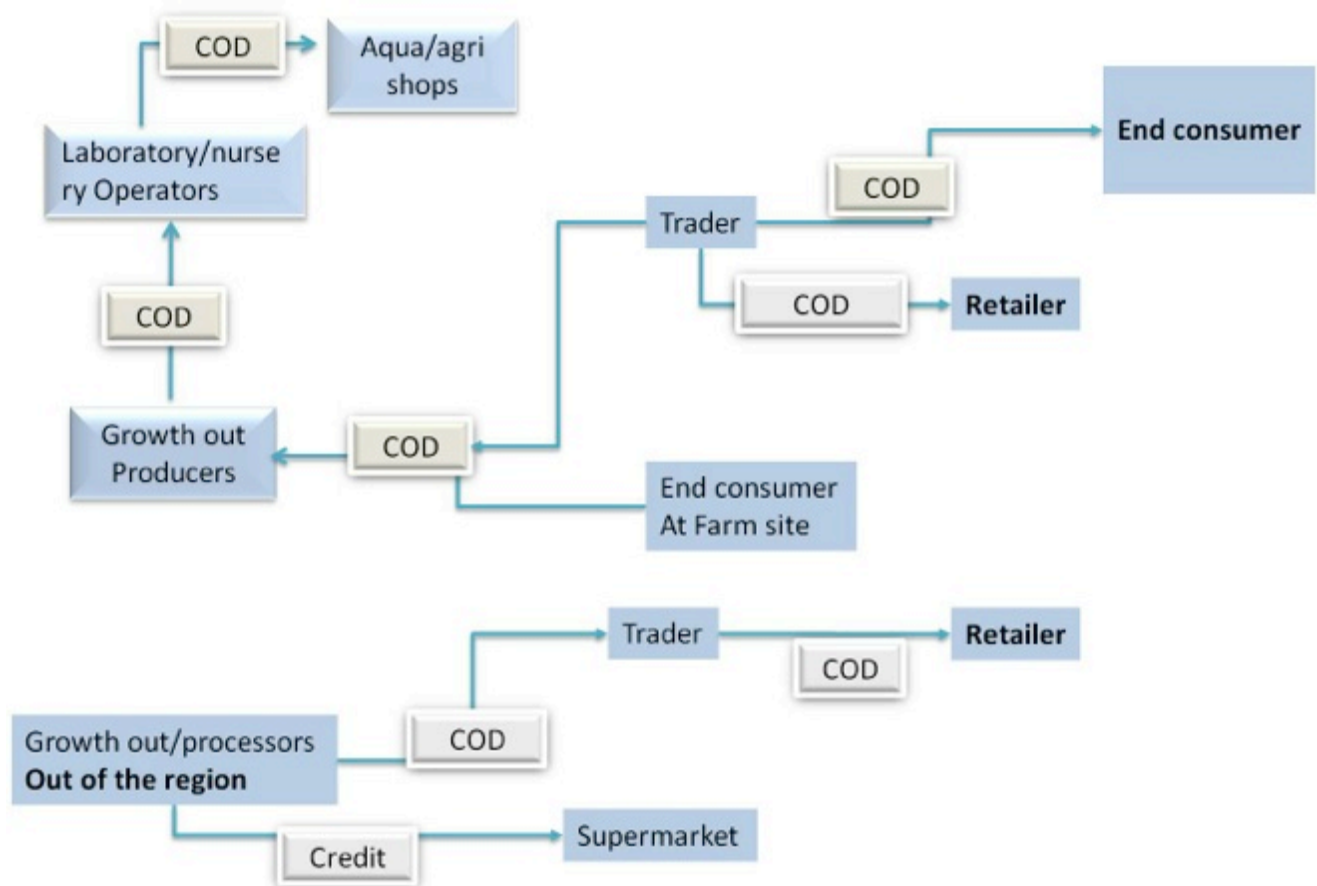 COD
Aqua/agri
shops
Laboratory/nurse
ry Operators
End consumer
COD
Trader
COD
COD
Retailer
Growth out
Producers
COD
End consumer
At Farm site
Trader
Retailer
COD
Growth out/processors
Out of the region
COD
Supermarket
Credit